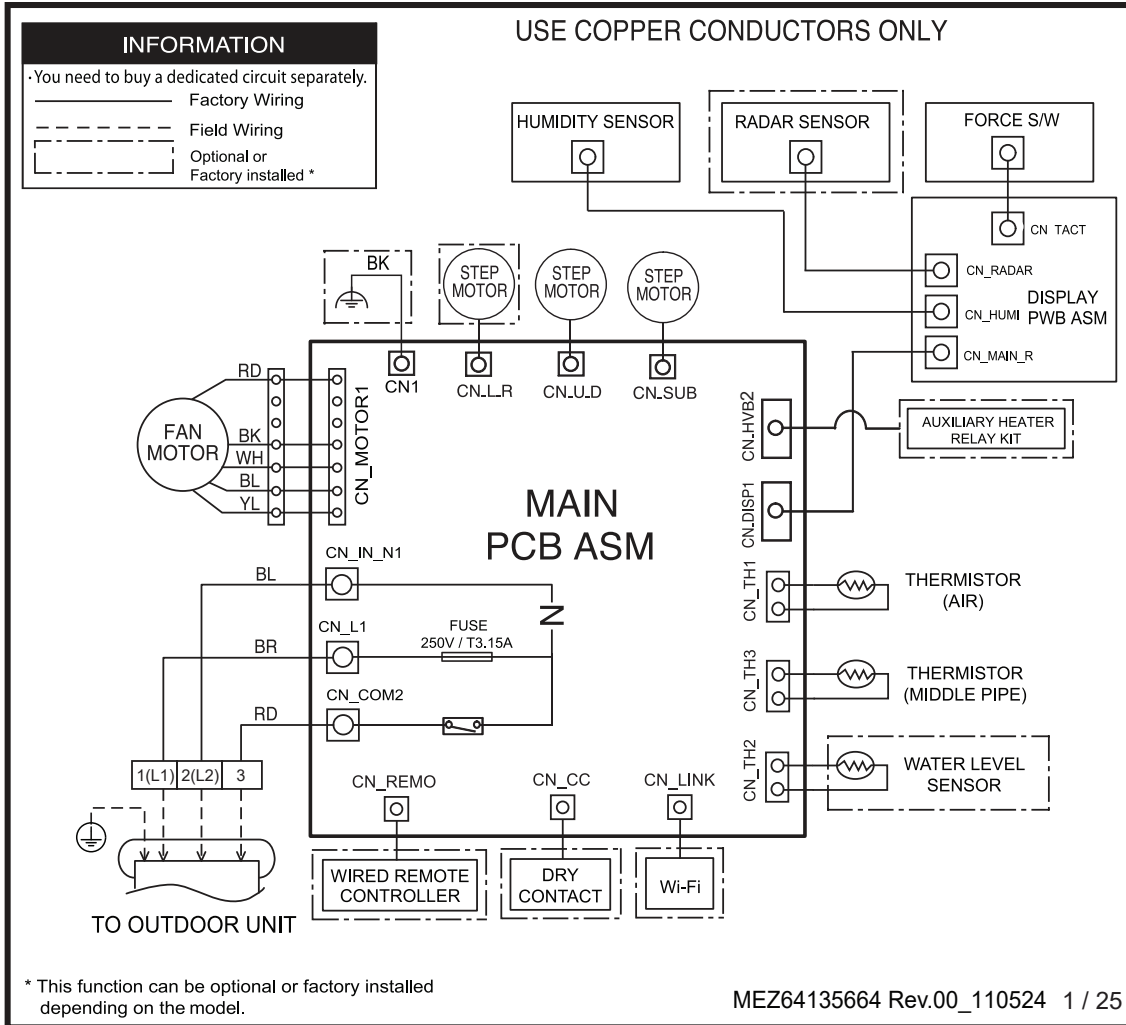 INFORMATION
·You need to buy a dedicated circuit separately.
Factory Wiring
Field Wiring
Optional or
Factory installed *
USE COPPER CONDUCTORS ONLY
HUMIDITY SENSOR
RADAR SENSOR
FORCE S/W
CN_TACT
CN_RADAR
DISPLAY
PWB ASM
CN_HUMI
CN_MAIN_R
BK
STEP
MOTOR
STEP
MOTOR
STEP
MOTOR
CN1
CN_L_R
CN_U_D
CN_SUB
RD
FAN
MOTOR
BK
WH
BL
YL
CN_MOTOR1
MAIN
PCB ASM
CN_HVB2
AUXILIARY HEATER
RELAY KIT
CN_DISP1
CN_IN_N1
BL
N
CN_L1
BR
FUSE
250V / T3.15A
CN_COM2
RD
CN_TH1
THERMISTOR
(AIR)
CN_TH3
THERMISTOR
(MIDDLE PIPE)
CN_TH2
WATER LEVEL
SENSOR
1(L1) 2(L2) 3
TO OUTDOOR UNIT
CN_REMO
CN_CC
CN_LINK
WIRED REMOTE
CONTROLLER
DRY
CONTACT
Wi-Fi
* This function can be optional or factory installed
depending on the model.
MEZ64135664 Rev.00_110524 1 / 25